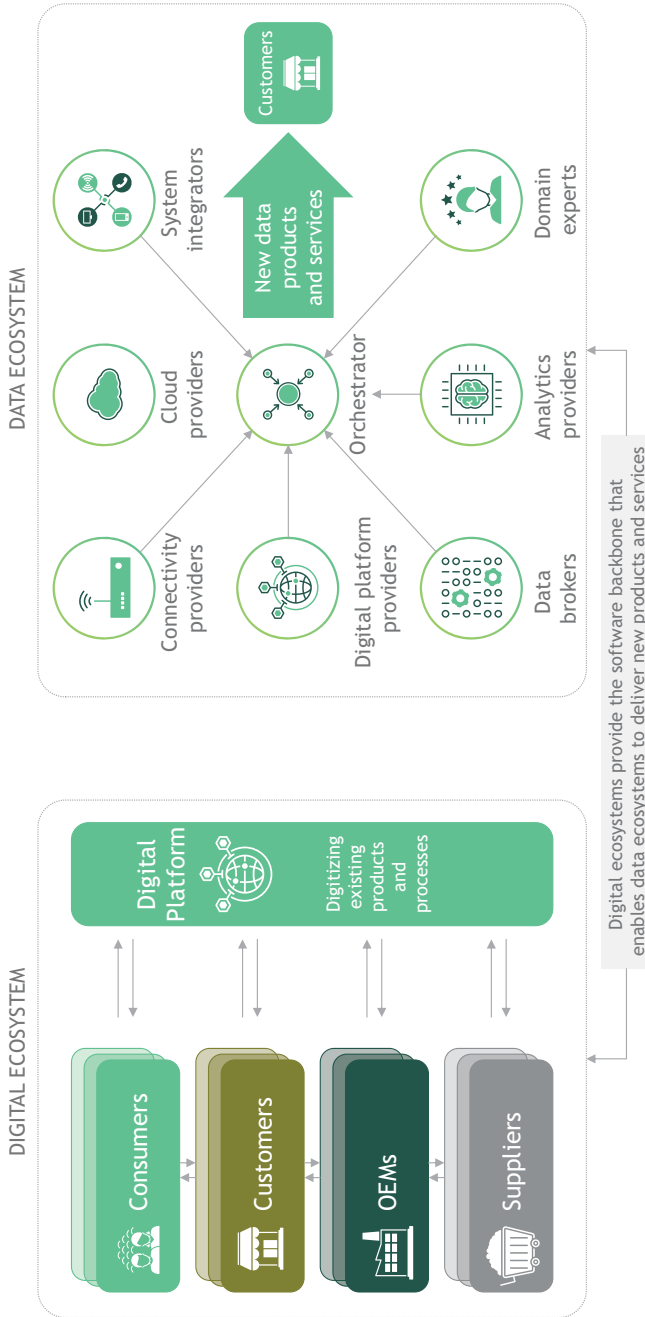 DIGITAL ECOSYSTEM
Consumers
Customers
OEMs
Suppliers
Digital
Platform
Digitizing
existing
products
and
processes
DATA ECOSYSTEM
Connectivity
providers
Cloud
providers
System
integrators
Digital platform
providers
Orchestrator
New data
products
and services
Customers
Data
brokers
Analytics
providers
Domain
experts
Digital ecosystems provide the software backbone that
enables data ecosystems to deliver new products and services